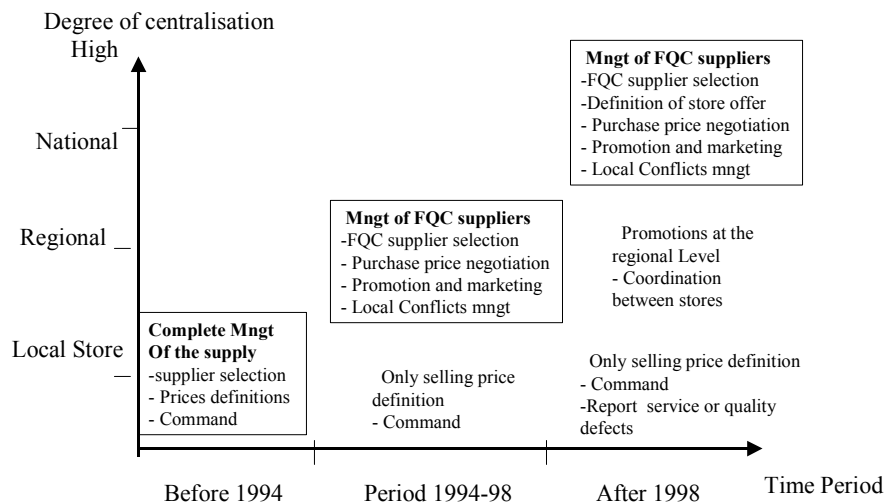 Degree of centralisation
High
National
Regional
Local Store
Mngt of FQC suppliers
-FQC supplier selection
-Definition of store offer
- Purchase price negotiation
- Promotion and marketing
- Local Conflicts mngt
Mngt of FQC suppliers
-FQC supplier selection
- Purchase price negotiation
- Promotion and marketing
- Local Conflicts mngt
Promotions at the
regional Level
- Coordination
between stores
Complete Mngt
Of the supply
-supplier selection
- Prices definitions
- Command
Only selling price
definition
- Command
Only selling price definition
- Command
-Report service or quality
defects
Before 1994
Period 1994-98
After 1998
Time Period